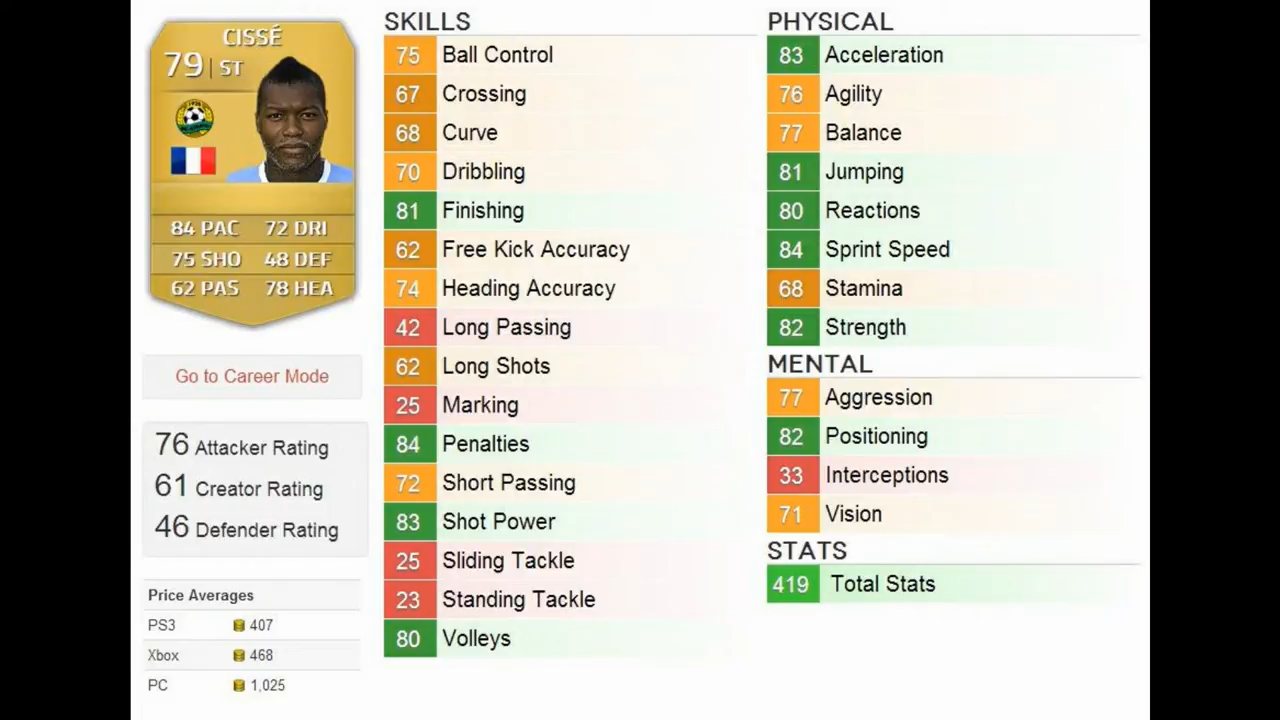 CISSÉ
79 | ST
84 PAC 72 DRI
75 SHO 48 DEF
62 PAS 78 HEA
Go to Career Mode
76 Attacker Rating
61 Creator Rating
46 Defender Rating
Price Averages
PS3 407
Xbox 468
PC 1,025
SKILLS
75 Ball Control
67 Crossing
68 Curve
70 Dribbling
81 Finishing
62 Free Kick Accuracy
74 Heading Accuracy
42 Long Passing
62 Long Shots
25 Marking
84 Penalties
72 Short Passing
83 Shot Power
25 Sliding Tackle
23 Standing Tackle
80 Volleys
PHYSICAL
83 Acceleration
76 Agility
77 Balance
81 Jumping
80 Reactions
84 Sprint Speed
68 Stamina
82 Strength
MENTAL
77 Aggression
82 Positioning
33 Interceptions
71 Vision
STATS
419 Total Stats